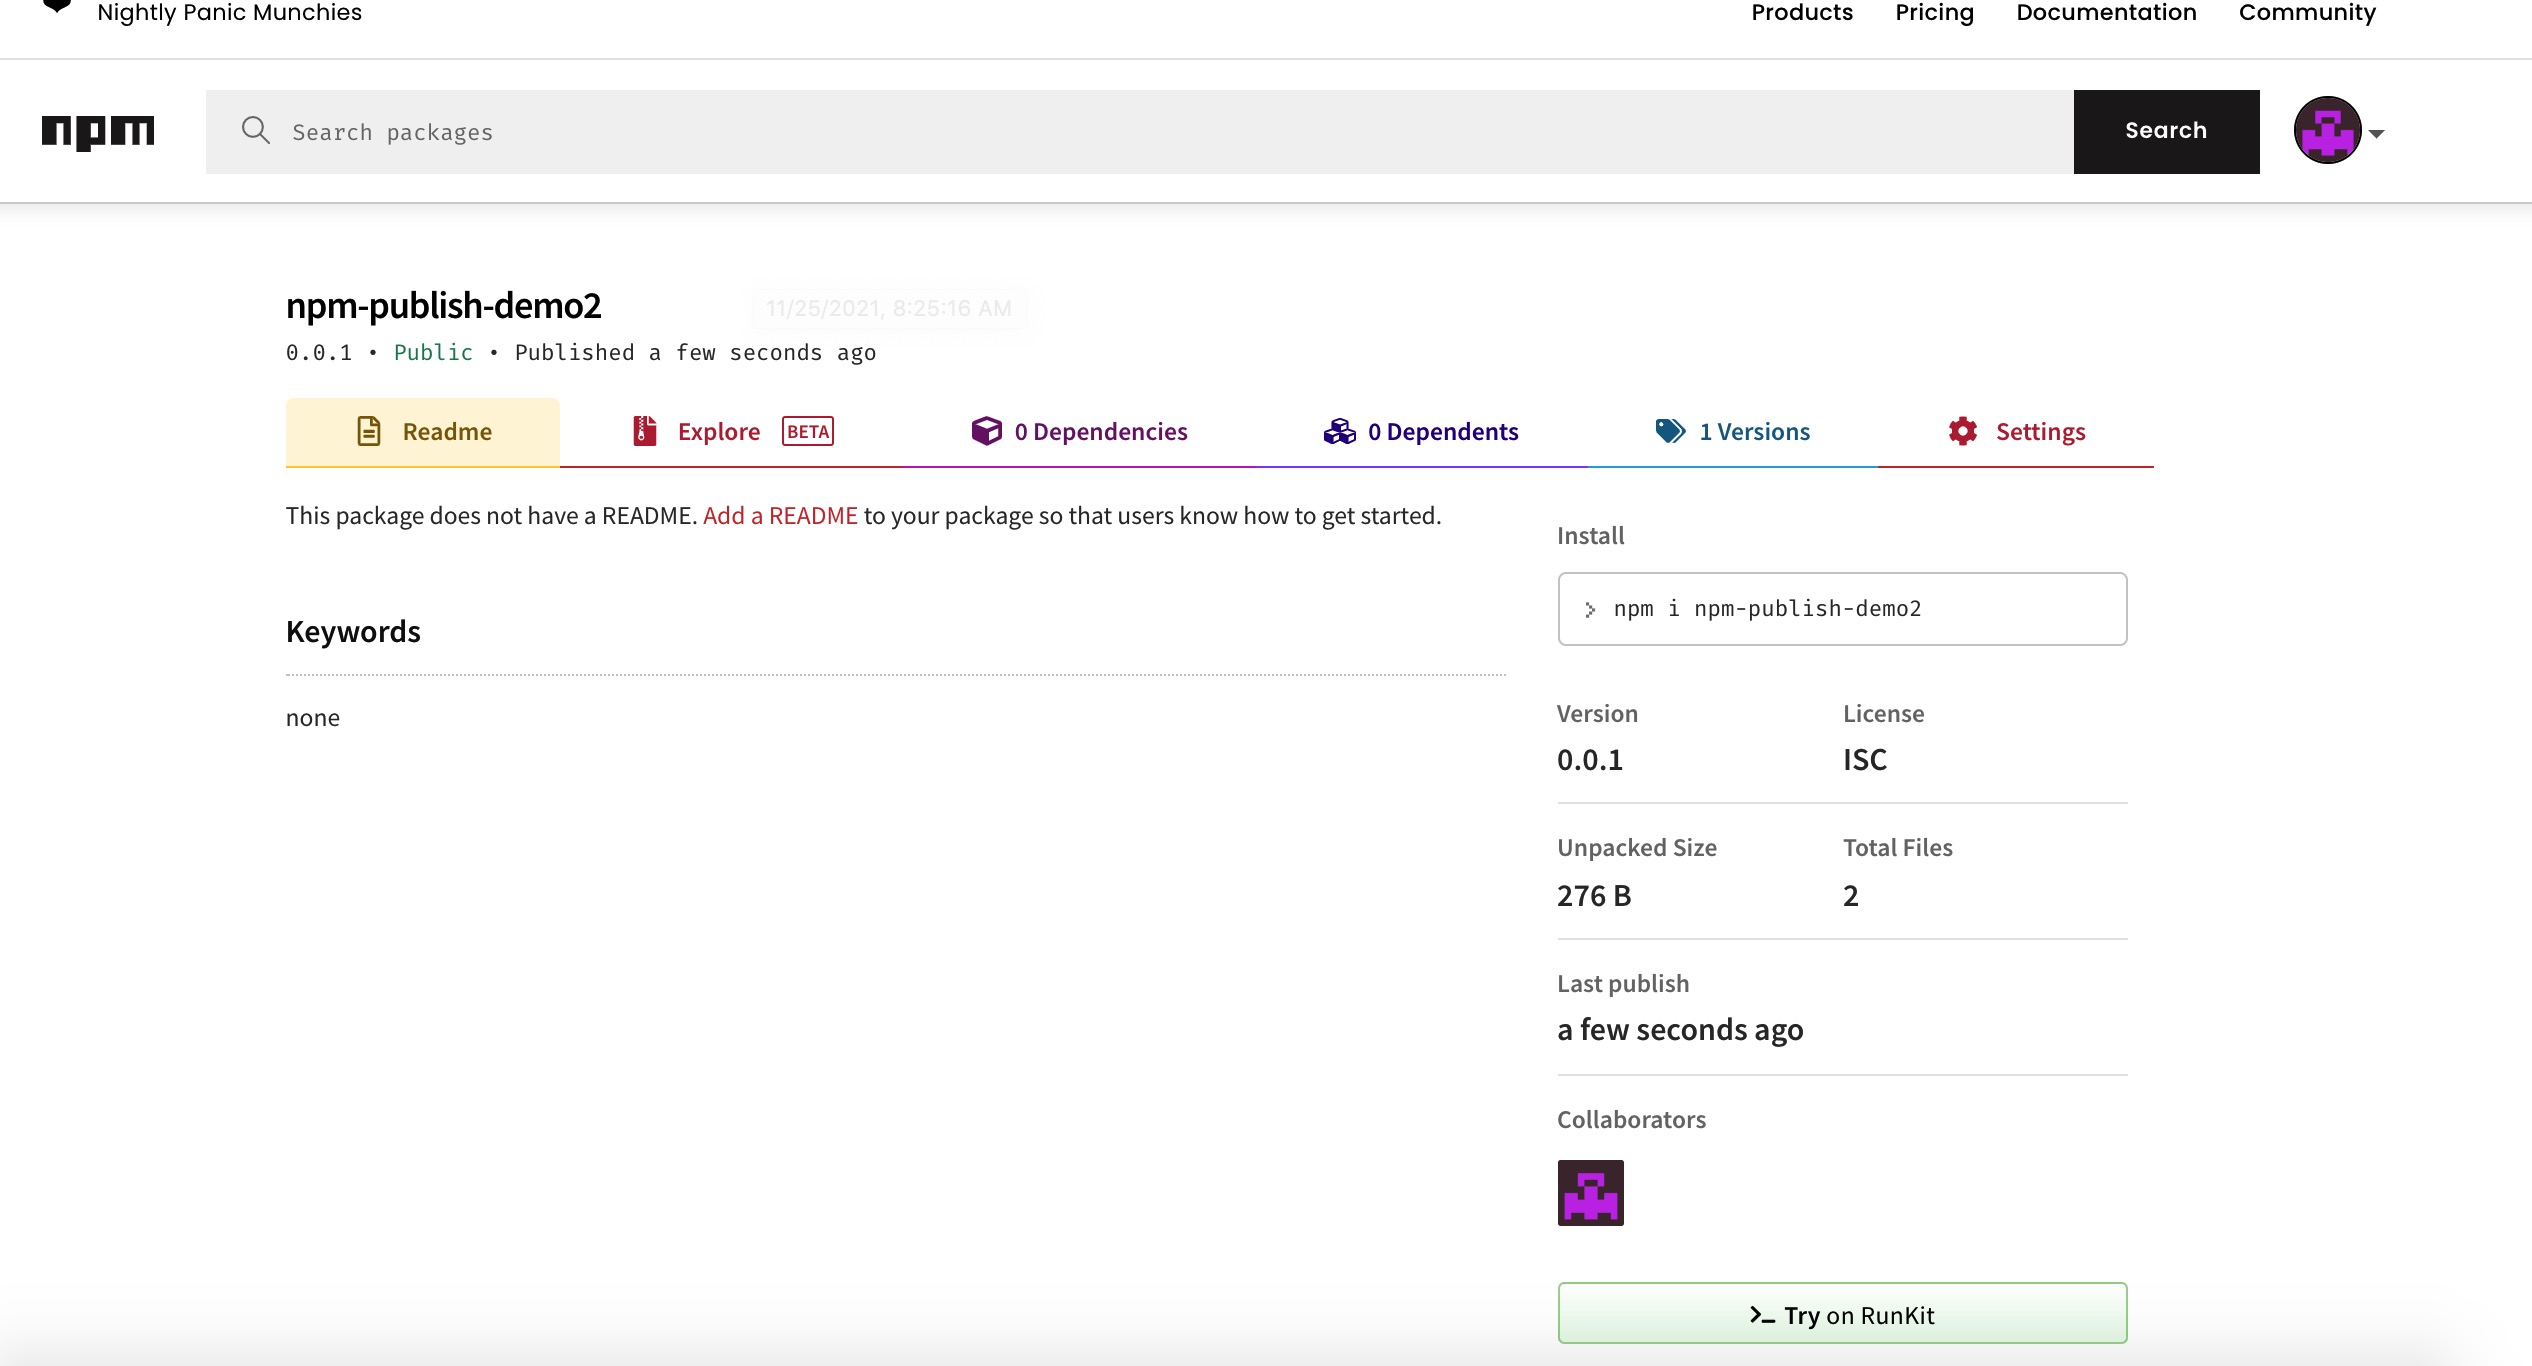 Nightly Panic Munchies
Products Pricing Documentation Community
npm
Search packages
Search
npm-publish-demo2
11/25/2021, 8:25:16 AM
0.0.1 • Public • Published a few seconds ago
Readme
Explore BETA
0 Dependencies
0 Dependents
1 Versions
Settings
This package does not have a README. Add a README to your package so that users know how to get started.
Keywords
none
Install
npm i npm-publish-demo2
Version
0.0.1
License
ISC
Unpacked Size
276 B
Total Files
2
Last publish
a few seconds ago
Collaborators
Try on RunKit